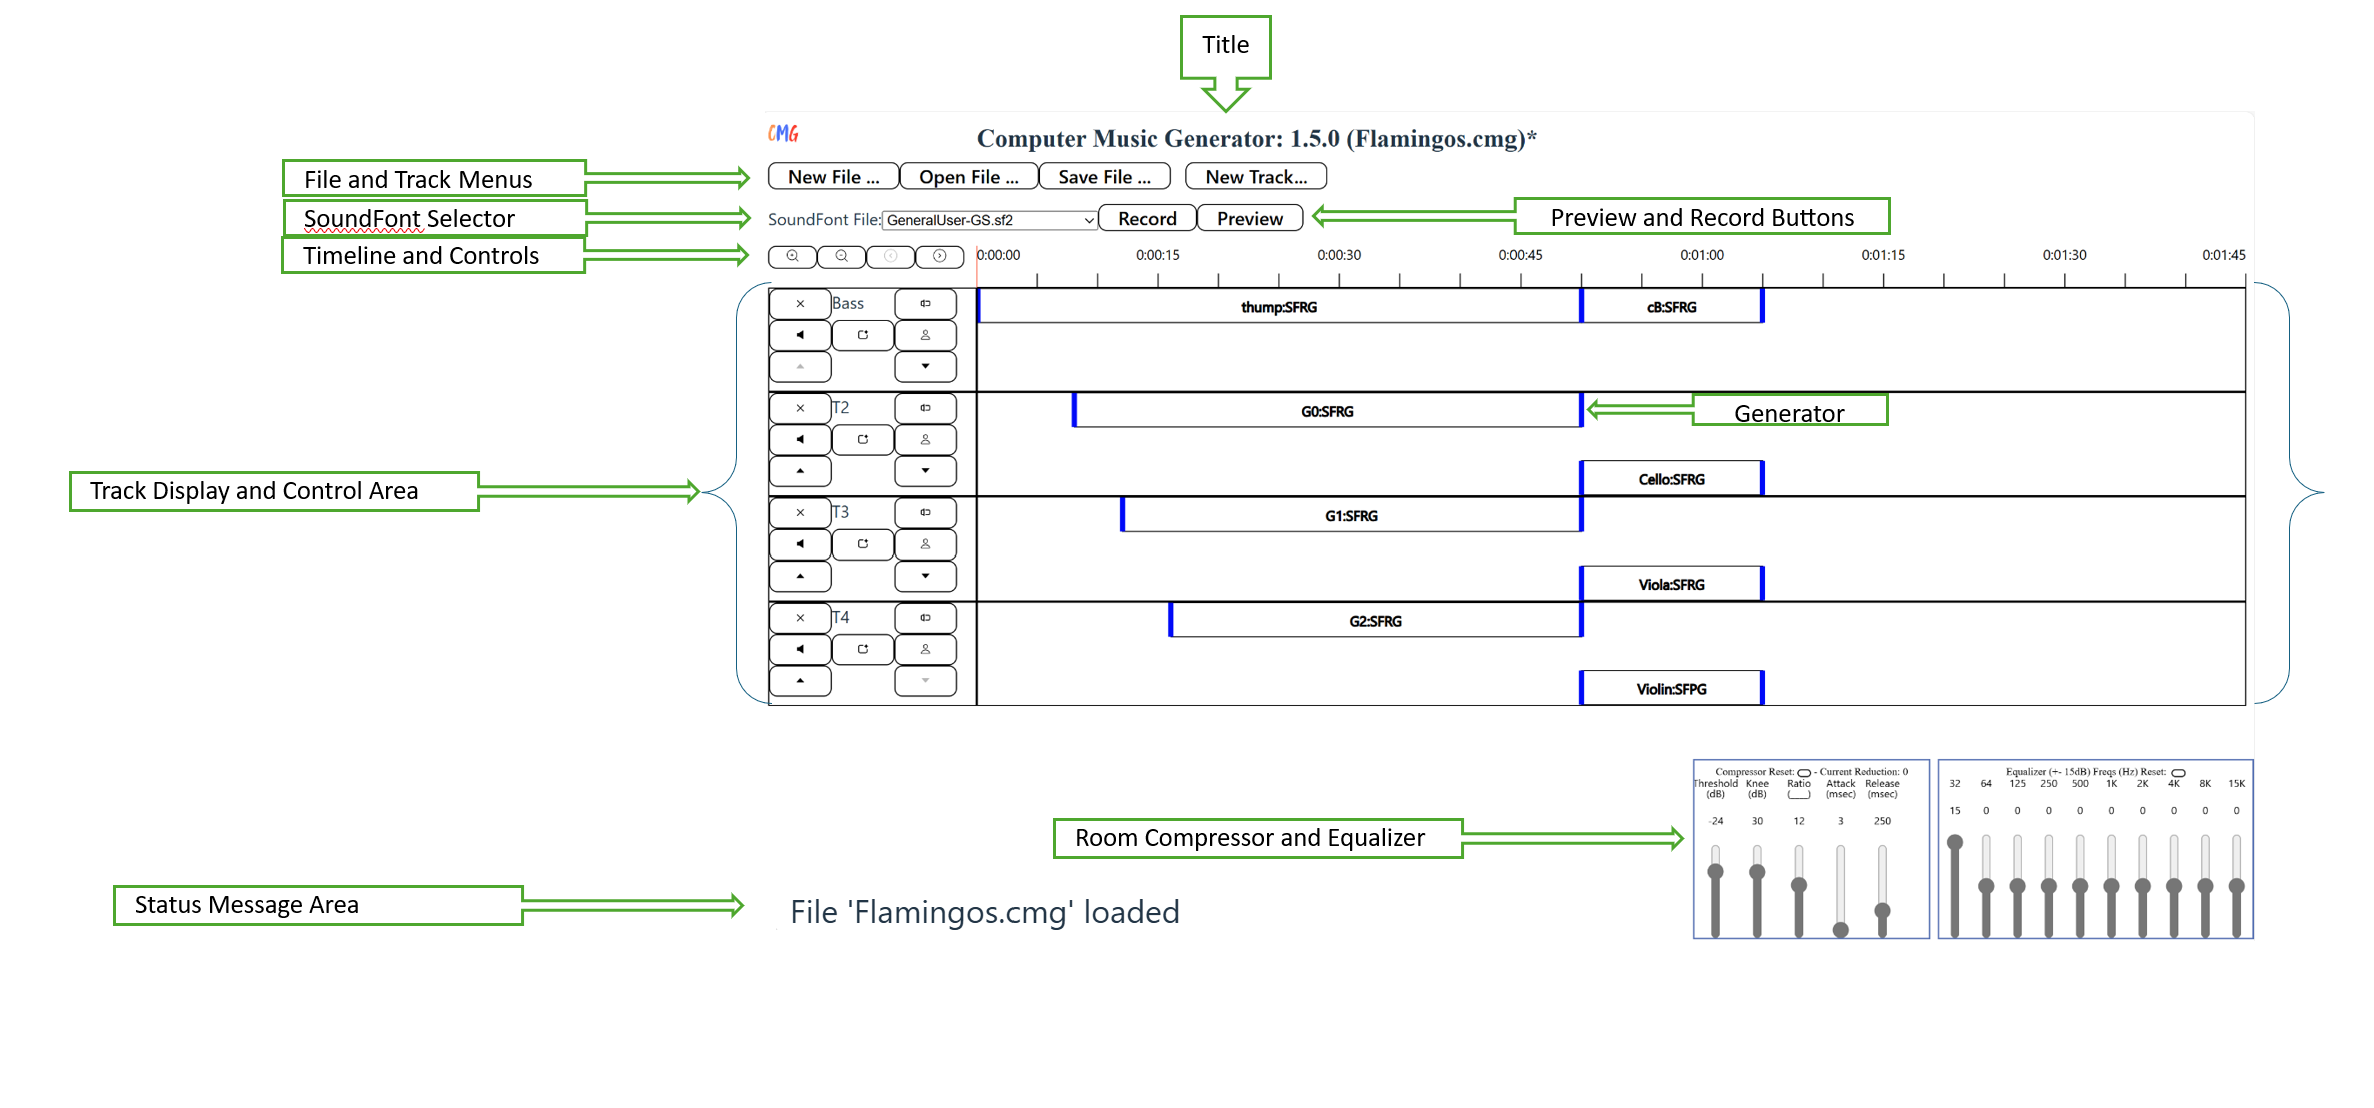 Title
CMG
Computer Music Generator: 1.5.0 (Flamingos.cmg)*
File and Track Menus
New File ... Open File ... Save File ... New Track...
SoundFont Selector
SoundFont File: GeneralUser-GS.sf2 Record Preview
Preview and Record Buttons
Timeline and Controls
0:00:00 0:00:15 0:00:30 0:00:45 0:01:00 0:01:15 0:01:30 0:01:45
Bass
thump:SFRG cB:SFRG
T2
G0:SFRG
Generator
Cello:SFRG
Track Display and Control Area
T3
G1:SFRG
Viola:SFRG
T4
G2:SFRG
Violin:SFPG
Compressor Reset: - Current Reduction: 0
Threshold (dB) Knee (dB) Ratio Attack (msec) Release (msec)
-24 30 12 3 250
Equalizer (+- 15dB) Freqs (Hz) Reset:
32 64 125 250 500 1K 2K 4K 8K 15K
15 0 0 0 0 0 0 0 0 0
Room Compressor and Equalizer
Status Message Area
File 'Flamingos.cmg' loaded